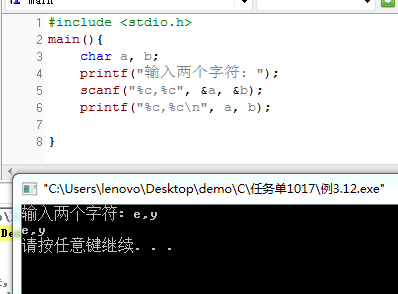 main
1 #include <stdio.h>
2 main(){
3 char a, b;
4 printf("输入两个字符：");
5 scanf("%c,%c", &a, &b);
6 printf("%c,%c\n", a, b);
7
8 }
"C:\Users\lenovo\Desktop\demo\C\任务单1017\例3.12.exe"
输入两个字符：e,y
e,y
请按任意键继续. . .